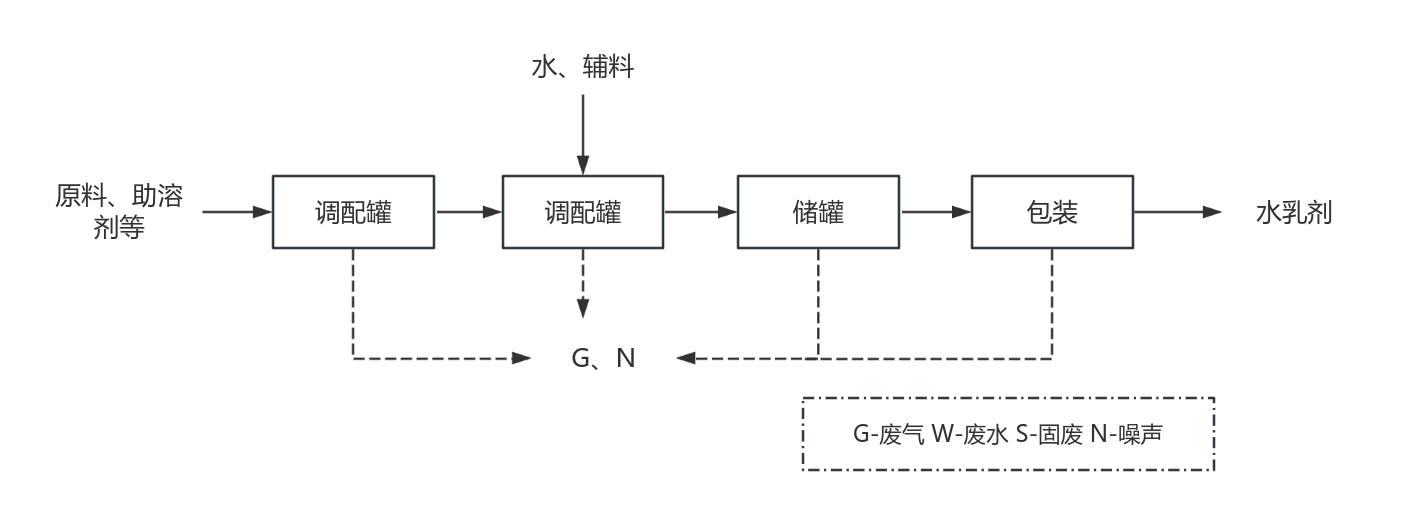 水、辅料
原料、助溶
剂等
调配罐
调配罐
储罐
包装
水乳剂
G、N
G-废气 W-废水 S-固废 N-噪声